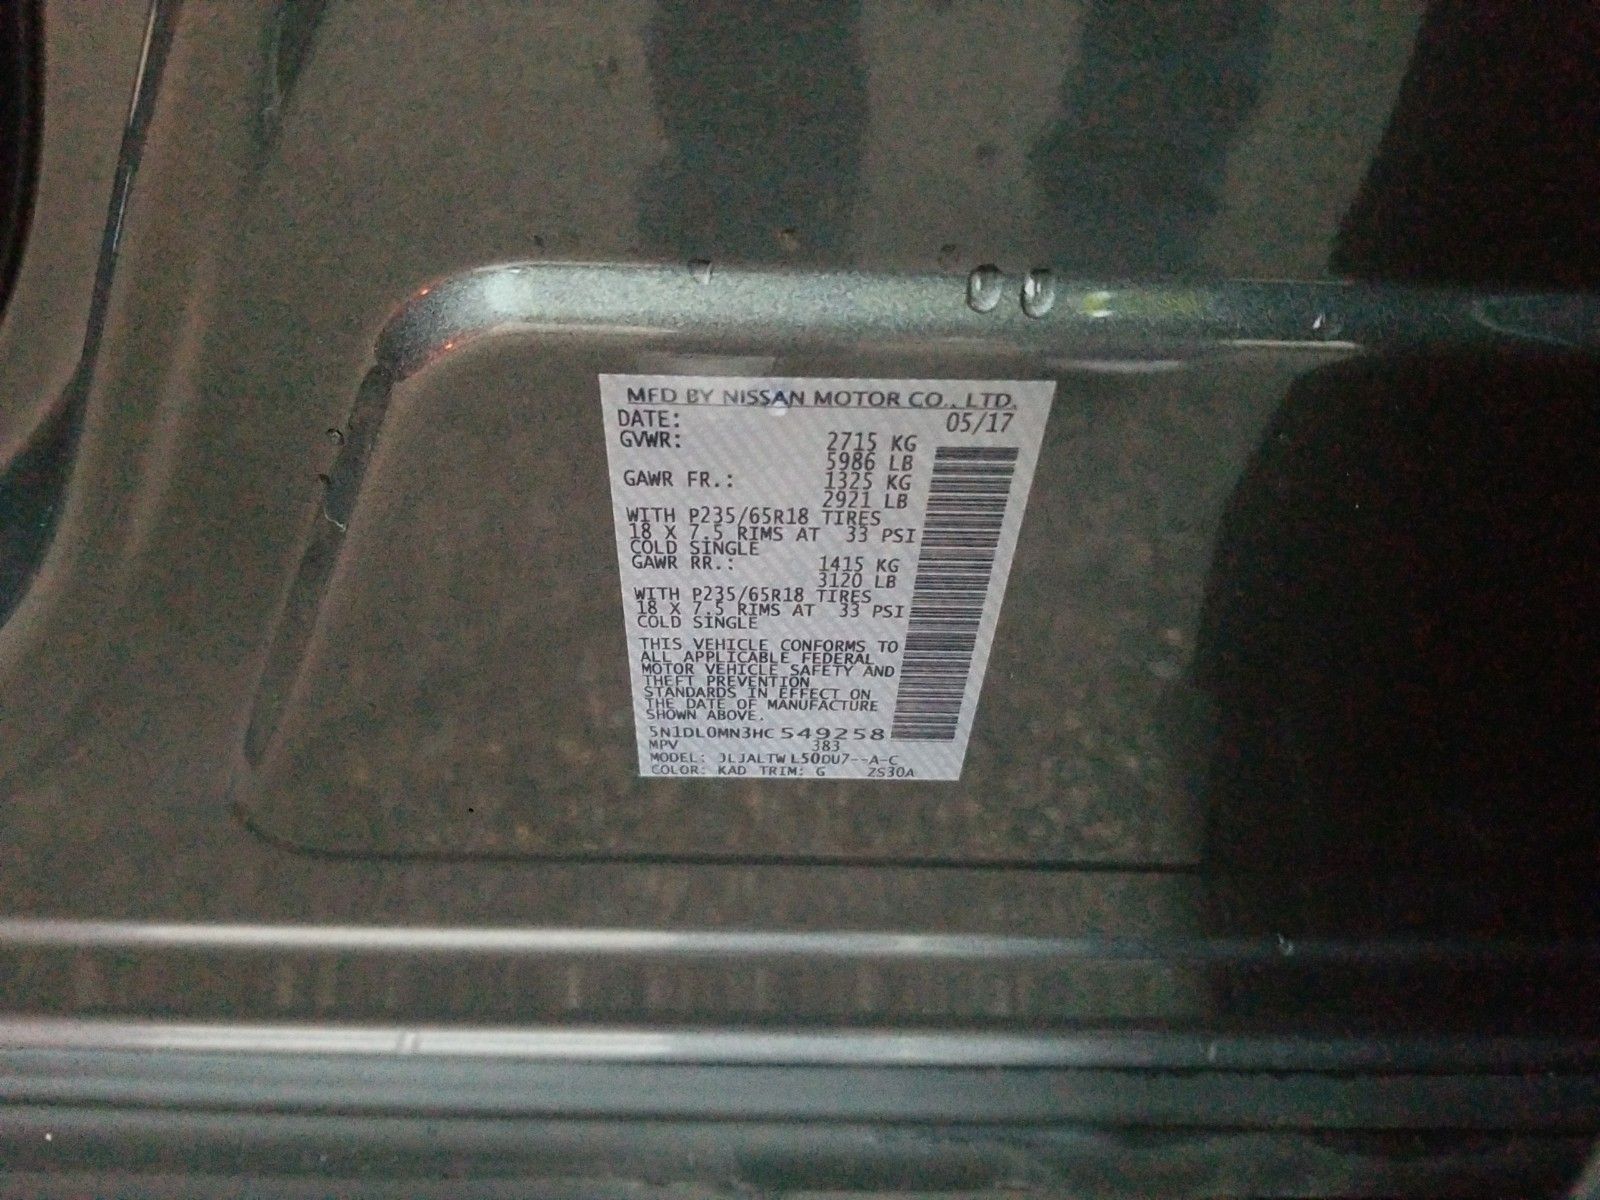 MFD BY NISSAN MOTOR CO., LTD.
DATE: 05/17
GVWR: 2715 KG
5986 LB
GAWR FR.: 1325 KG
2921 LB
WITH P235/65R18 TIRES
18 X 7.5 RIMS AT 33 PSI
COLD SINGLE
GAWR RR.: 1415 KG
3120 LB
WITH P235/65R18 TIRES
18 X 7.5 RIMS AT 33 PSI
COLD SINGLE
THIS VEHICLE CONFORMS TO
ALL APPLICABLE FEDERAL
MOTOR VEHICLE SAFETY AND
THEFT PREVENTION
STANDARDS IN EFFECT ON
THE DATE OF MANUFACTURE
SHOWN ABOVE.
5N1DL0MN3HC549258
MPV 383
MODEL: JLJALTWL50DU7--A-C
COLOR: KAD TRIM: G ZS30A